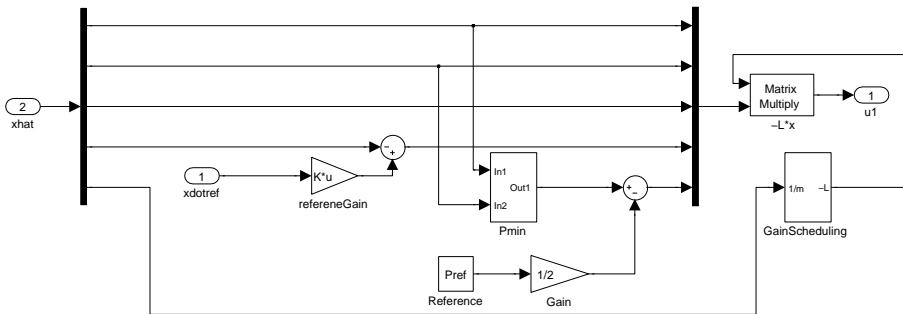 2
xhat
1
xdotref
K*u
refereneGain
−
+
In1
In2
Out1
Pmin
+
−
Pref
Reference
1/2
Gain
Matrix
Multiply
−L*x
1
u1
1/m
−L
GainScheduling